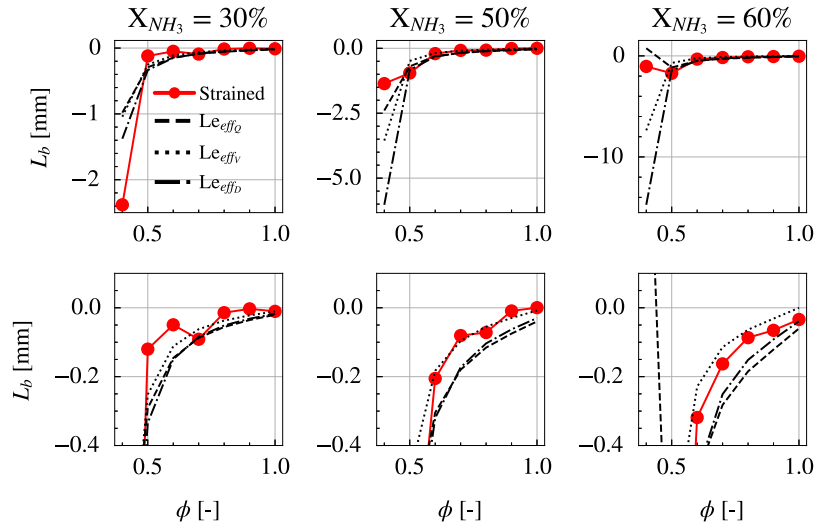 X_{NH_3} = 30% X_{NH_3} = 50% X_{NH_3} = 60%
L_b [mm]
0
−1
−2
0.5 1.0
Strained
Le_{eff_Q}
Le_{eff_V}
Le_{eff_D}
0.0
−2.5
−5.0
0.5 1.0
0
−10
0.5 1.0
L_b [mm]
0.0
−0.2
−0.4
0.5 1.0
ϕ [-]
0.0
−0.2
−0.4
0.5 1.0
ϕ [-]
0.0
−0.2
−0.4
0.5 1.0
ϕ [-]